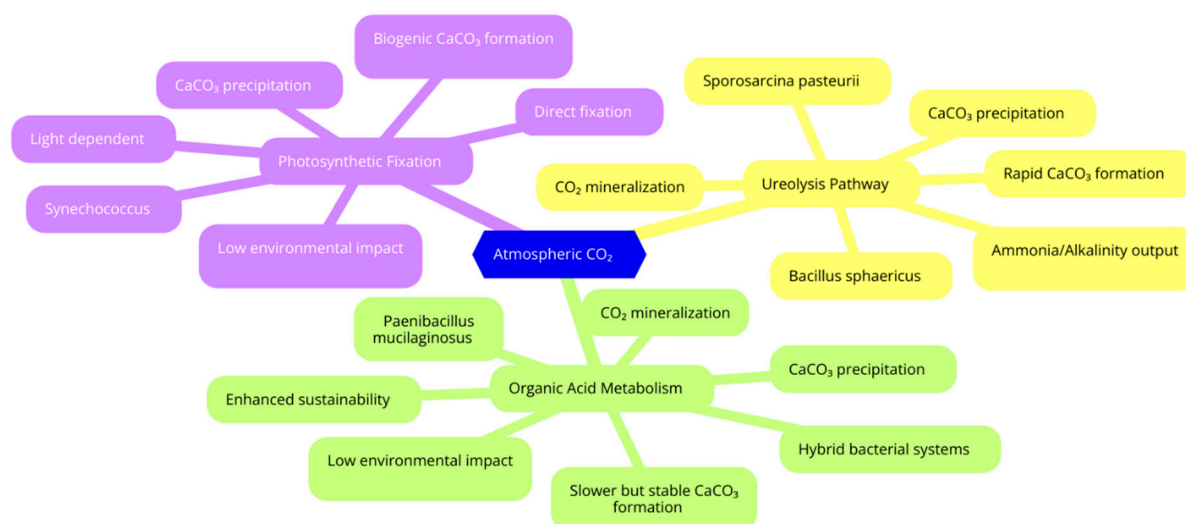 Biogenic CaCO₃ formation
CaCO₃ precipitation
Direct fixation
Light dependent
Photosynthetic Fixation
Synechococcus
Low environmental impact
Sporosarcina pasteurii
CaCO₃ precipitation
CO₂ mineralization
Ureolysis Pathway
Rapid CaCO₃ formation
Ammonia/Alkalinity output
Bacillus sphaericus
Atmospheric CO₂
Paenibacillus
mucilaginosus
CO₂ mineralization
Organic Acid Metabolism
CaCO₃ precipitation
Enhanced sustainability
Low environmental impact
Hybrid bacterial systems
Slower but stable CaCO₃
formation